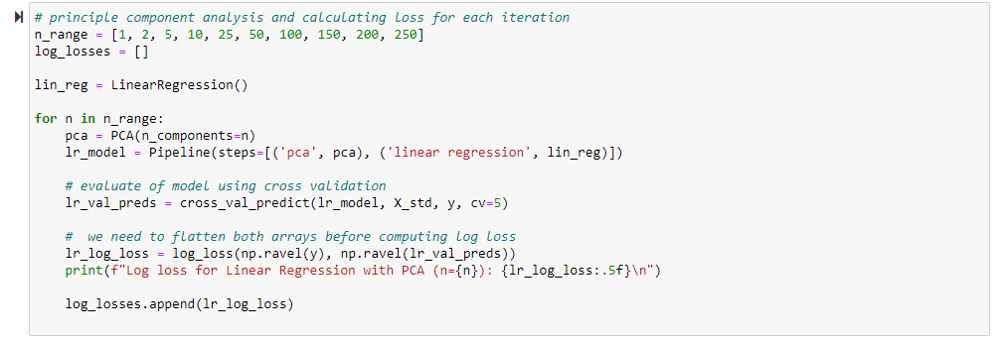 # principle component analysis and calculating loss for each iteration
n_range = [1, 2, 5, 10, 25, 50, 100, 150, 200, 250]
log_losses = []

lin_reg = LinearRegression()

for n in n_range:
    pca = PCA(n_components=n)
    lr_model = Pipeline(steps=[('pca', pca), ('linear regression', lin_reg)])

    # evaluate of model using cross validation
    lr_val_preds = cross_val_predict(lr_model, X_std, y, cv=5)

    #  we need to flatten both arrays before computing log loss
    lr_log_loss = log_loss(np.ravel(y), np.ravel(lr_val_preds))
    print(f"Log loss for Linear Regression with PCA (n={n}): {lr_log_loss:.5f}\n")

    log_losses.append(lr_log_loss)